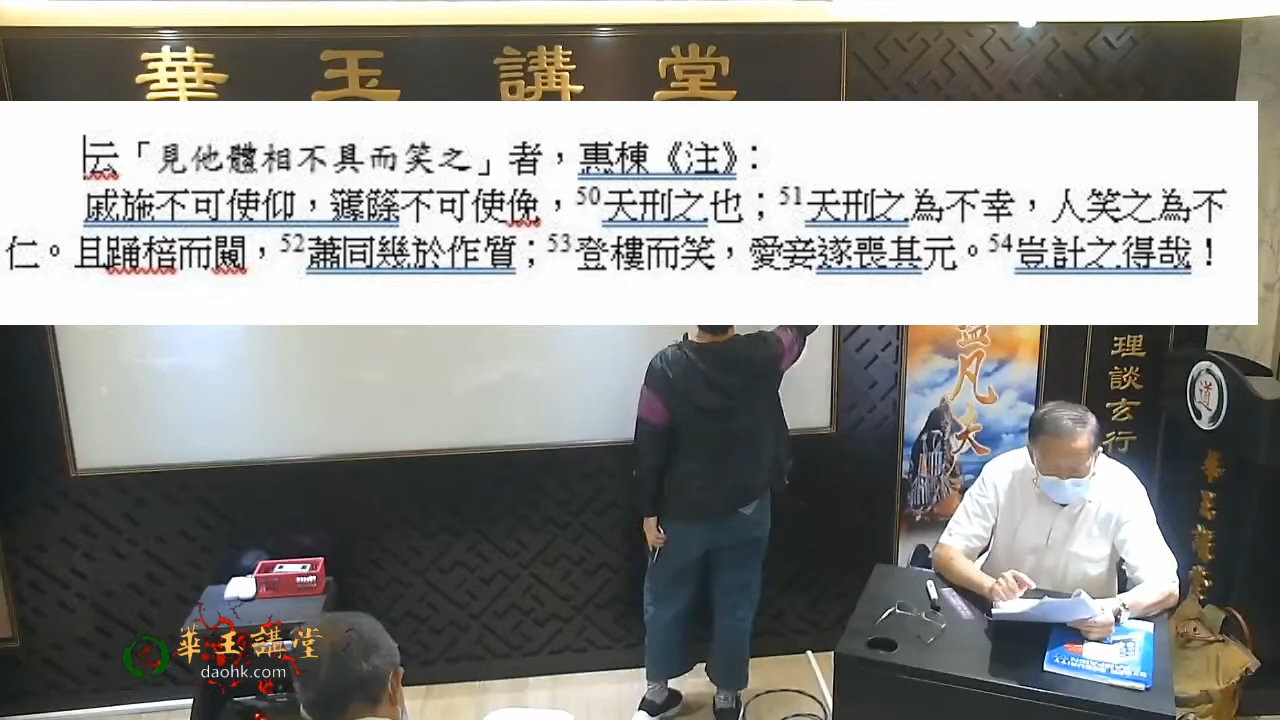 華玉講堂
云「見他體相不具而笑之」者，惠棟《注》：
戚施不可使仰，籧篨不可使俛，50天刑之也；51天刑之為不幸，人笑之為不
仁。且踊棓而闚，52蕭同幾於作質；53登樓而笑，愛妾遂喪其元。54豈計之得哉！
凡夫
理談玄行
道
華玉講堂
daohk.com